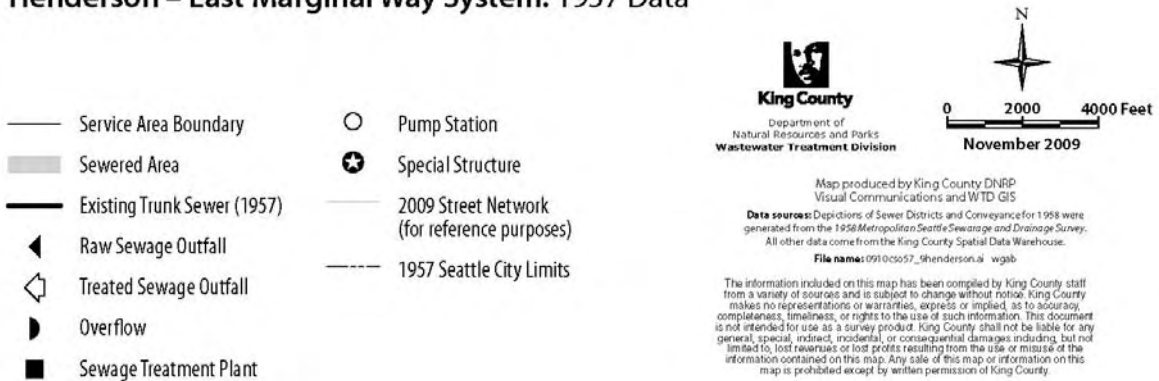 Henderson – East Marginal Way System: 1957 Data
Service Area Boundary
Sewered Area
Existing Trunk Sewer (1957)
Raw Sewage Outfall
Treated Sewage Outfall
Overflow
Sewage Treatment Plant
Pump Station
Special Structure
2009 Street Network
(for reference purposes)
1957 Seattle City Limits
King County
Department of
Natural Resources and Parks
Wastewater Treatment Division
N
0 2000 4000 Feet
November 2009
Map produced by King County DNRP
Visual Communications and WTD GIS
Data sources: Depictions of Sewer Districts and Conveyance for 1958 were
generated from the 1958 Metropolitan Seattle Sewarage and Drainage Survey.
All other data come from the King County Spatial Data Warehouse.
File name: 0910cso57_9henderson.ai wgab
The information included on this map has been compiled by King County staff
from a variety of sources and is subject to change without notice. King County
makes no representations or warranties, express or implied, as to accuracy,
completeness, timeliness, or rights to the use of such information. This document
is not intended for use as a survey product. King County shall not be liable for any
general, special, indirect, incidental, or consequential damages including, but not
limited to, lost revenues or lost profits resulting from the use or misuse of the
information contained on this map. Any sale of this map or information on this
map is prohibited except by written permission of King County.